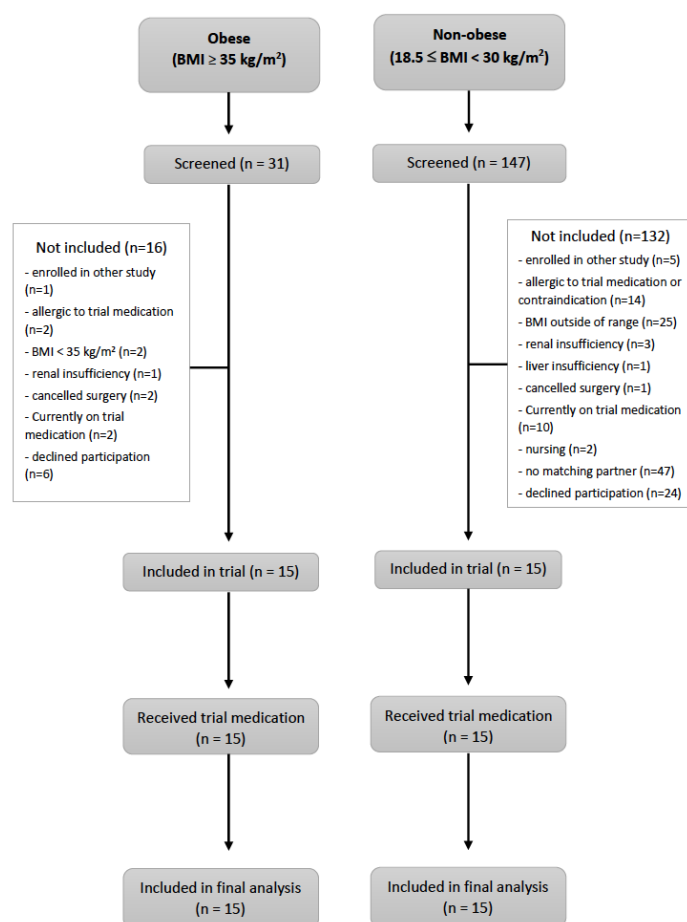 Obese
(BMI ≥ 35 kg/m²)
Screened (n = 31)
Not included (n=16)
- enrolled in other study
(n=1)
- allergic to trial medication
(n=2)
- BMI < 35 kg/m² (n=2)
- renal insufficiency (n=1)
- cancelled surgery (n=2)
- Currently on trial
medication (n=2)
- declined participation
(n=6)
Included in trial (n = 15)
Received trial medication
(n = 15)
Included in final analysis
(n = 15)
Non-obese
(18.5 ≤ BMI < 30 kg/m²)
Screened (n = 147)
Not included (n=132)
- enrolled in other study (n=5)
- allergic to trial medication or
contraindication (n=14)
- BMI outside of range (n=25)
- renal insufficiency (n=3)
- liver insufficiency (n=1)
- cancelled surgery (n=1)
- Currently on trial medication
(n=10)
- nursing (n=2)
- no matching partner (n=47)
- declined participation (n=24)
Included in trial (n = 15)
Received trial medication
(n = 15)
Included in final analysis
(n = 15)